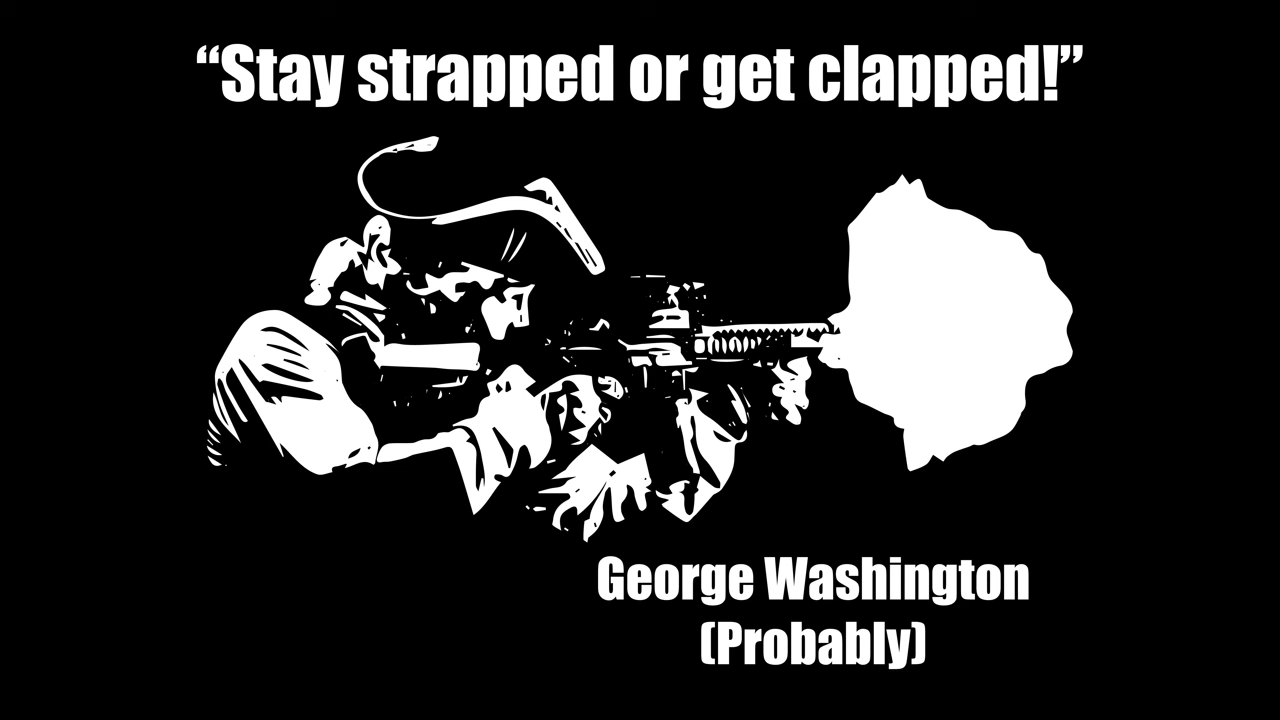 “Stay strapped or get clapped!”
George Washington
(Probably)